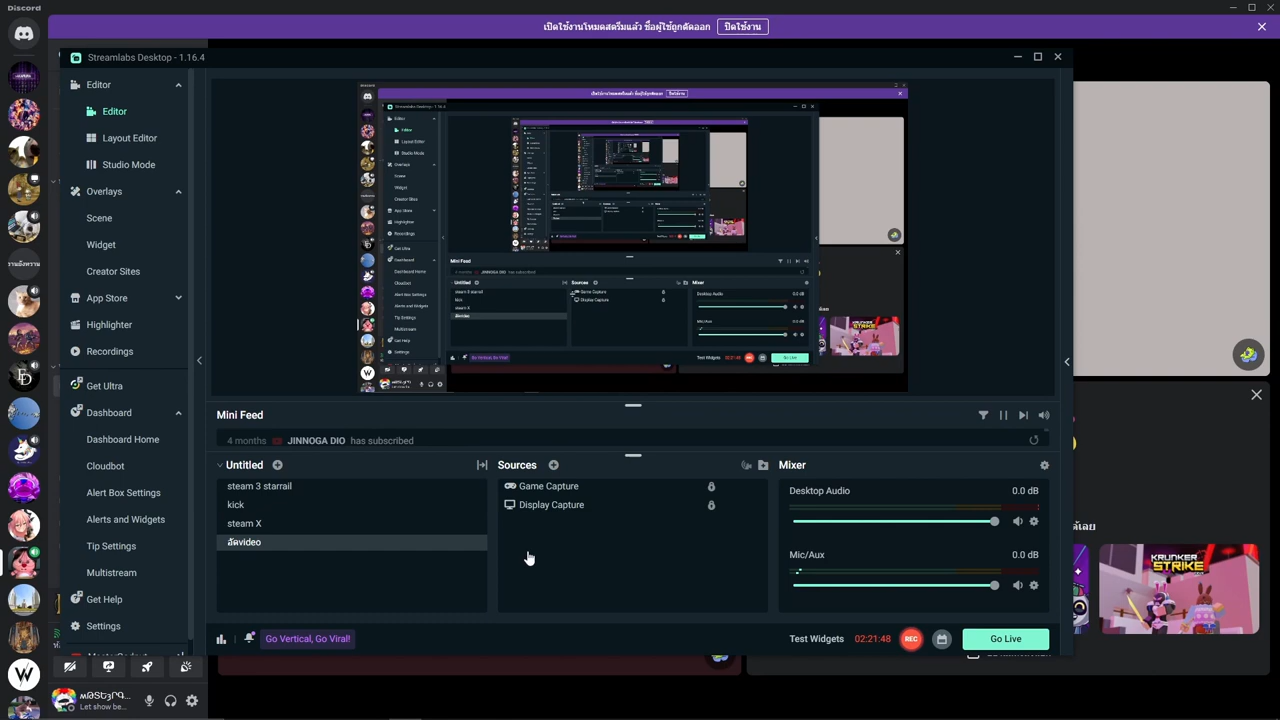 Discord
เปิดใช้งานโหมดสตรีมแล้ว ชื่อผู้ใช้ถูกตัดออก ปิดใช้งาน
Streamlabs Desktop - 1.16.4
Editor
Editor
Layout Editor
Studio Mode
Overlays
Scene
Widget
Creator Sites
App Store
Highlighter
Recordings
Get Ultra
Dashboard
Dashboard Home
Cloudbot
Alert Box Settings
Alerts and Widgets
Tip Settings
Multistream
Get Help
Settings
Mini Feed
4 months JINNOGA DIO has subscribed
Untitled
steam 3 starrail
kick
steam X
อัดvideo
Sources
Game Capture
Display Capture
Mixer
Desktop Audio 0.0 dB
Mic/Aux 0.0 dB
Go Vertical, Go Viral!
Test Widgets 02:21:48 REC Go Live
KRUNKER
STRIKE
Let show be...